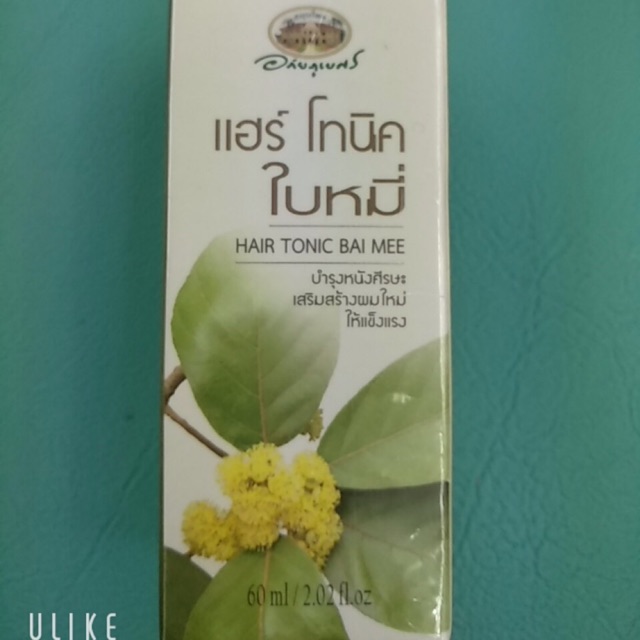 อภัยภูเบศร
แฮร์ โทนิค
ใบหมี่
HAIR TONIC BAI MEE
บำรุงหนังศีรษะ
เสริมสร้างผมใหม่
ให้แข็งแรง
60 ml / 2.02 fl.oz
ULIKE